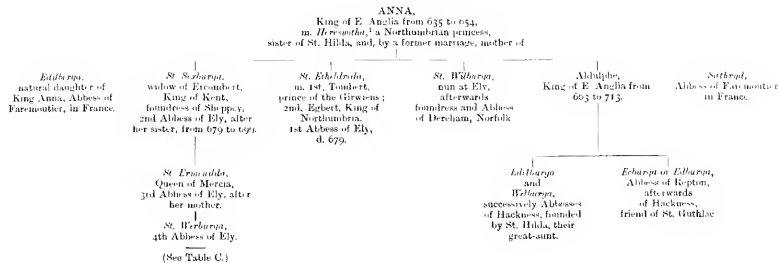 ANNA,
King of E Anglia from 635 to 654,
m. Hereswitha,¹ a Northumbrian princess,
sister of St. Hilda, and, by a former marriage, mother of
Edilburga,
natural daughter of
King Anna, Abbess of
Faremoutier, in France.
St Sexburga,
widow of Ercombert,
King of Kent,
foundress of Sheppey,
2nd Abbess of Ely, after
her sister, from 679 to 699.
St Ermenilda,
Queen of Mercia,
3rd Abbess of Ely, after
her mother.
St. Werburga,
4th Abbess of Ely.
(See Table C.)
St. Etheldreda,
m. 1st, Tombert,
prince of the Girwiens ;
2nd, Egbert, King of
Northumbria.
1st Abbess of Ely,
d. 679.
St. Wilburga,
nun at Ely,
afterwards
foundress and Abbess
of Dereham, Norfolk
Aldulphe,
King of E Anglia from
663 to 713.
Edilburga
and
Welburga,
successively Abbesses
of Hackness, founded
by St. Hilda, their
great-aunt.
Ecburga or Edburga,
Abbess of Repton,
afterwards
of Hackness,
friend of St. Guthlac
Sethryd,
Abbess of Faremoutier
in France.